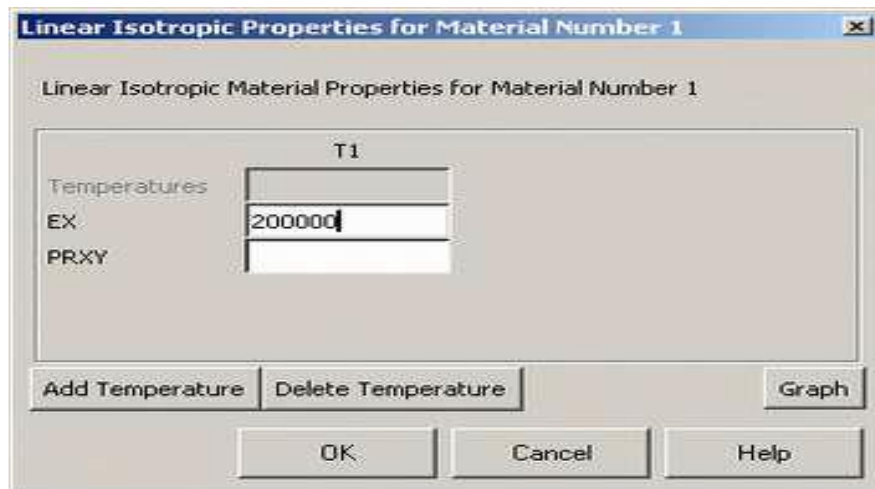 Linear Isotropic Properties for Material Number 1
Linear Isotropic Material Properties for Material Number 1
T1
Temperatures
EX 200000
PRXY
Add Temperature Delete Temperature Graph
OK Cancel Help